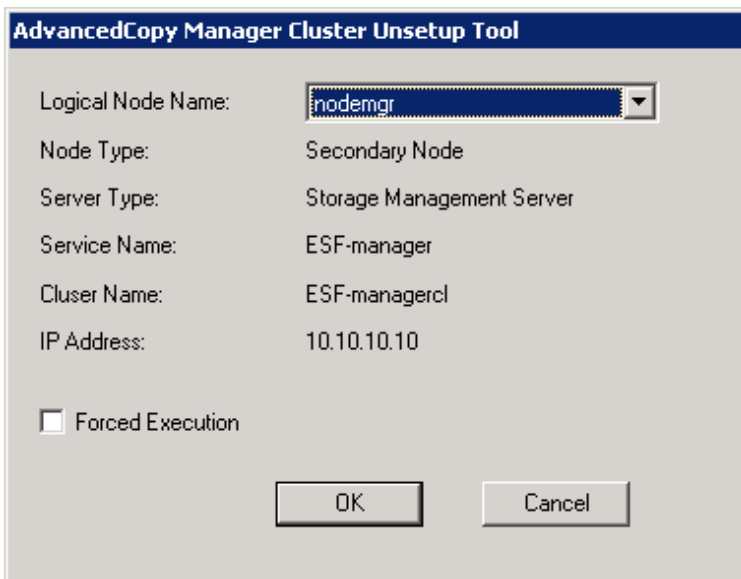 AdvancedCopy Manager Cluster Unsetup Tool
Logical Node Name: nodemgr
Node Type: Secondary Node
Server Type: Storage Management Server
Service Name: ESF-manager
Cluser Name: ESF-managercl
IP Address: 10.10.10.10
Forced Execution
OK Cancel